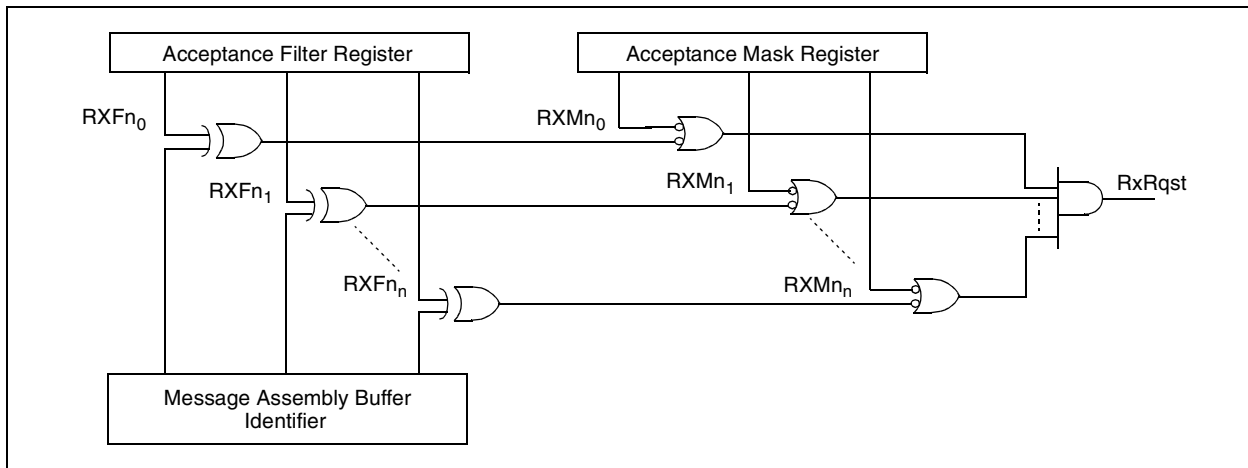 Acceptance Filter Register
Acceptance Mask Register
RXFn0
RXMn0
RXFn1
RXMn1
RxRqst
RXFnn
RXMnn
Message Assembly Buffer
Identifier